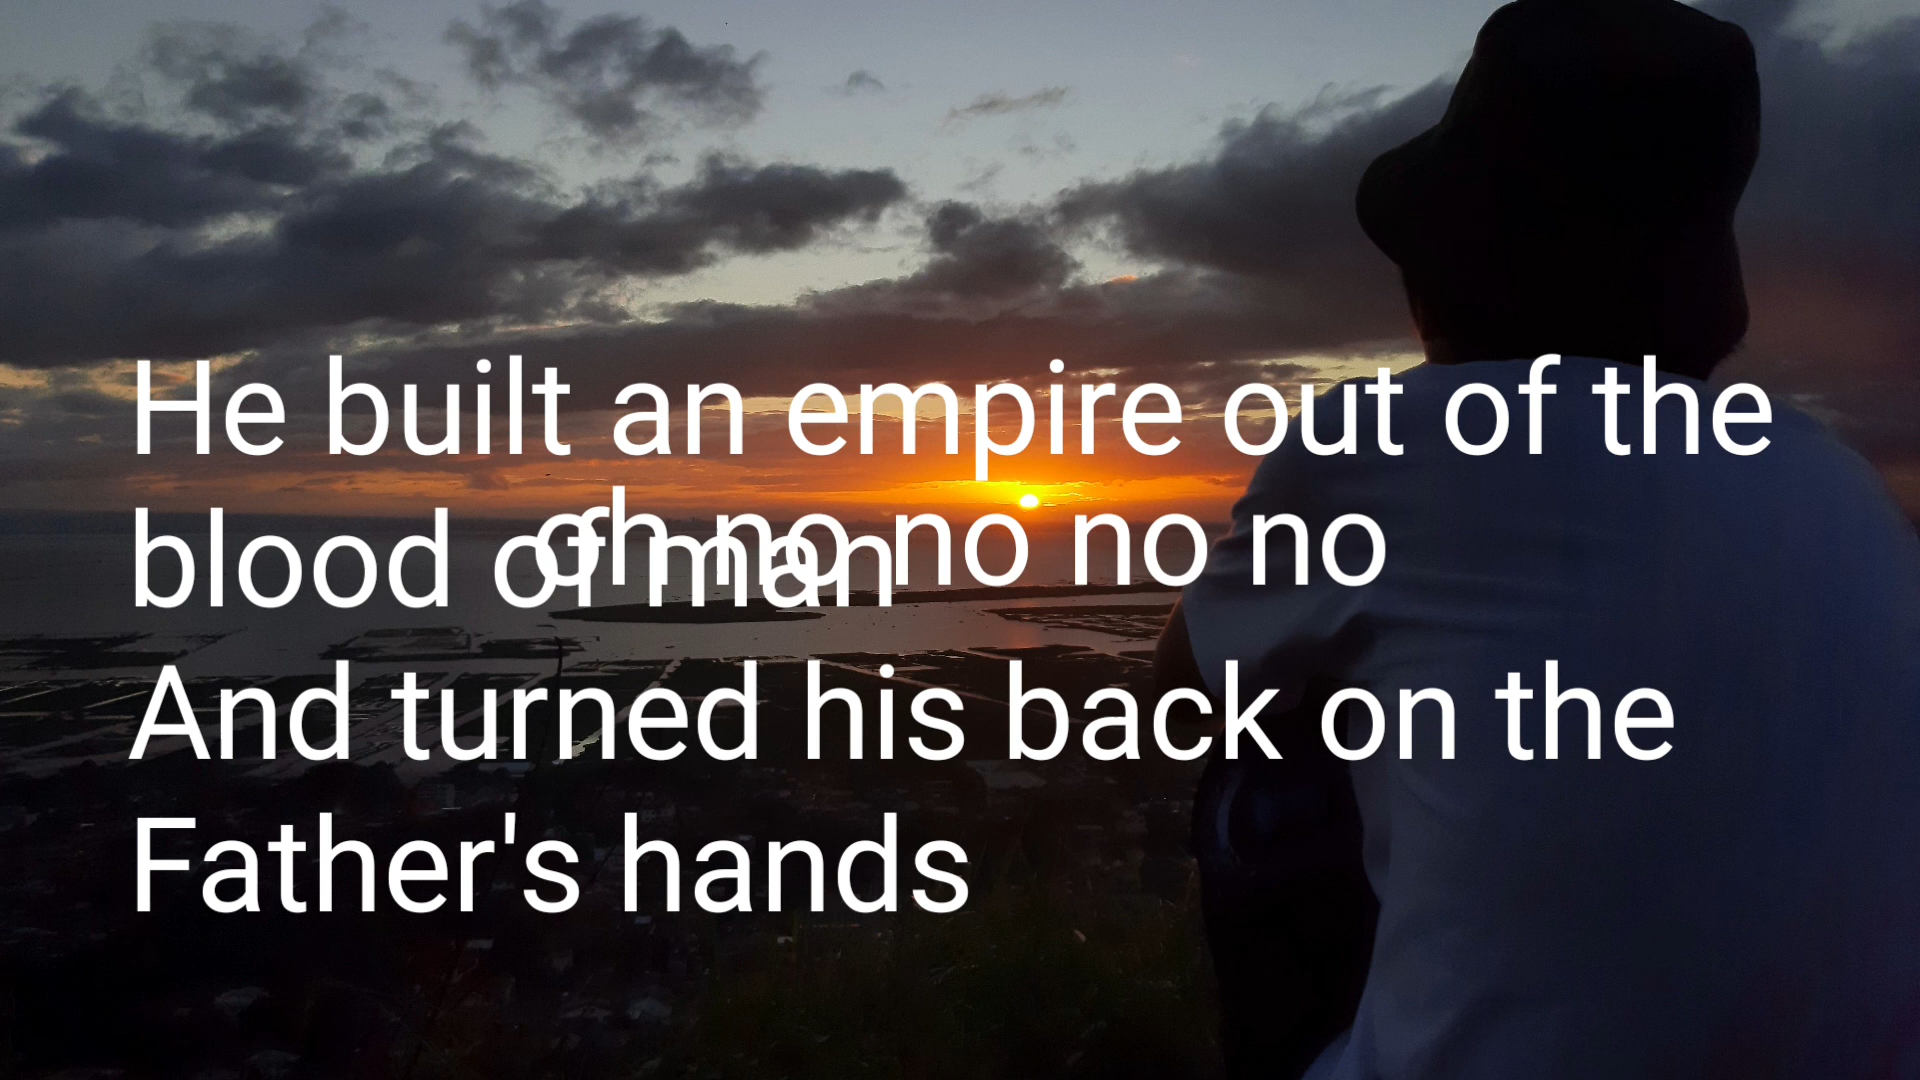 He built an empire out of the
blood of man
oh no no no no
And turned his back on the
Father's hands